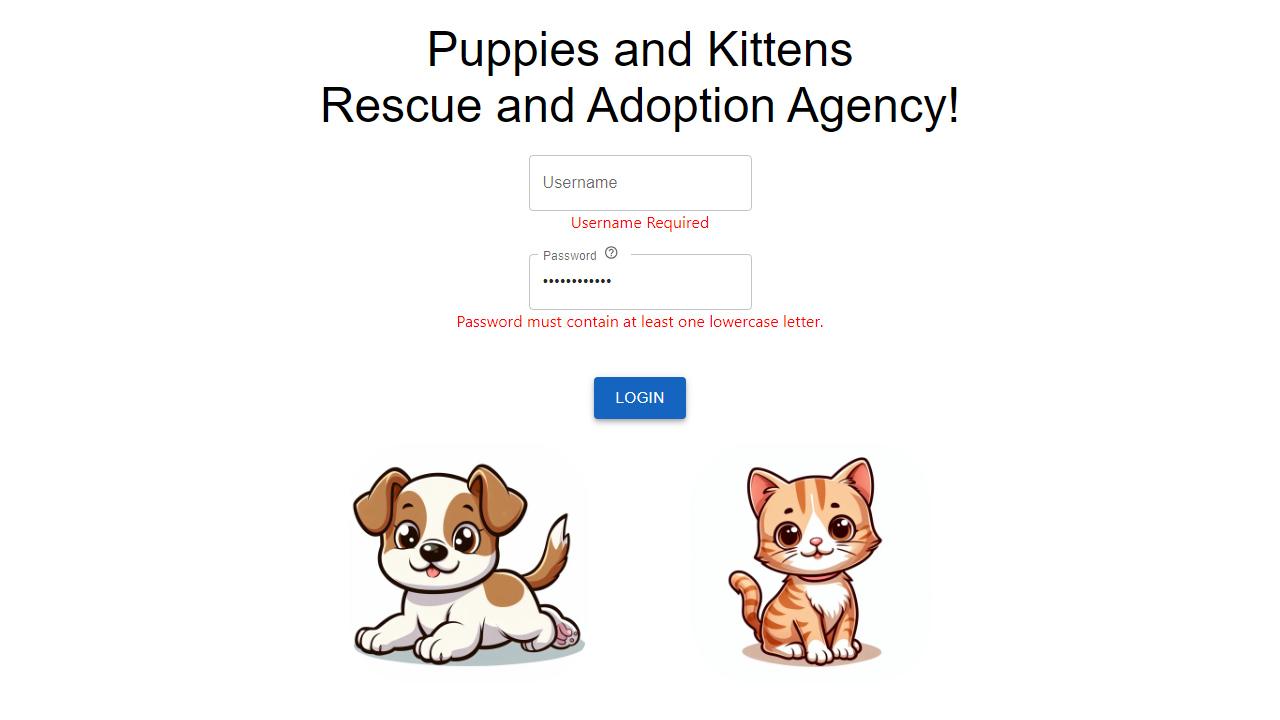 Puppies and Kittens
Rescue and Adoption Agency!
Username
Username Required
Password
••••••••••••
Password must contain at least one lowercase letter.
LOGIN